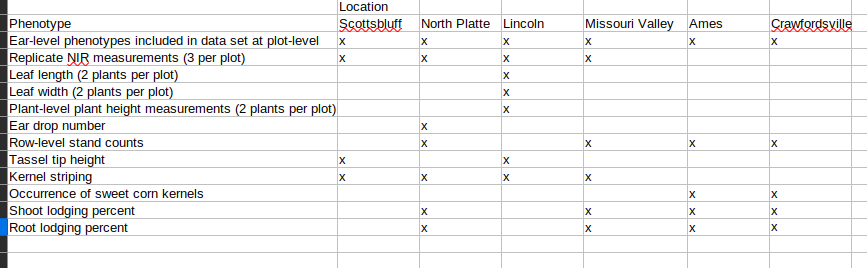 Location
Phenotype Scottsbluff North Platte Lincoln Missouri Valley Ames Crawfordsville
Ear-level phenotypes included in data set at plot-level x x x x x x
Replicate NIR measurements (3 per plot) x x x x
Leaf length (2 plants per plot) x
Leaf width (2 plants per plot) x
Plant-level plant height measurements (2 plants per plot) x
Ear drop number x
Row-level stand counts x x x x
Tassel tip height x x
Kernel striping x x x x
Occurrence of sweet corn kernels x x
Shoot lodging percent x x x x
Root lodging percent x x x x